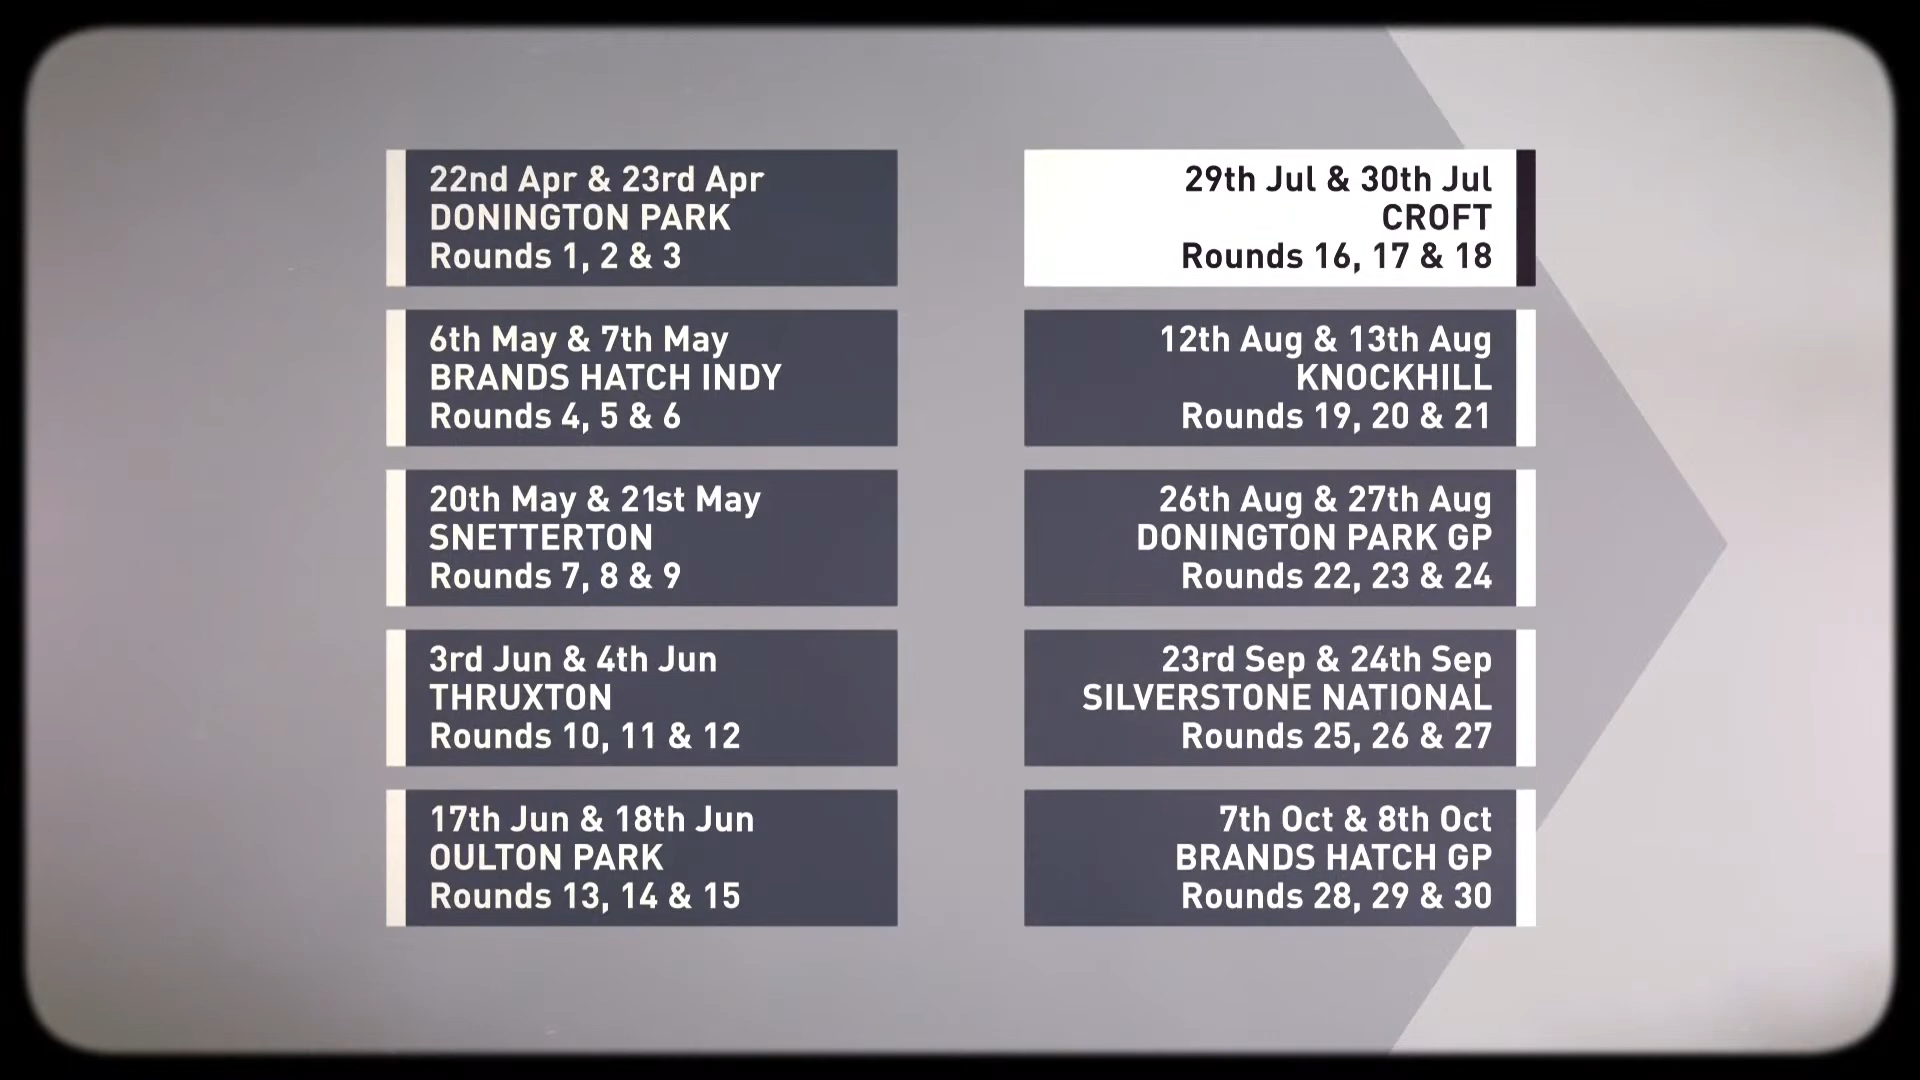 22nd Apr & 23rd Apr
DONINGTON PARK
Rounds 1, 2 & 3
6th May & 7th May
BRANDS HATCH INDY
Rounds 4, 5 & 6
20th May & 21st May
SNETTERTON
Rounds 7, 8 & 9
3rd Jun & 4th Jun
THRUXTON
Rounds 10, 11 & 12
17th Jun & 18th Jun
OULTON PARK
Rounds 13, 14 & 15
29th Jul & 30th Jul
CROFT
Rounds 16, 17 & 18
12th Aug & 13th Aug
KNOCKHILL
Rounds 19, 20 & 21
26th Aug & 27th Aug
DONINGTON PARK GP
Rounds 22, 23 & 24
23rd Sep & 24th Sep
SILVERSTONE NATIONAL
Rounds 25, 26 & 27
7th Oct & 8th Oct
BRANDS HATCH GP
Rounds 28, 29 & 30